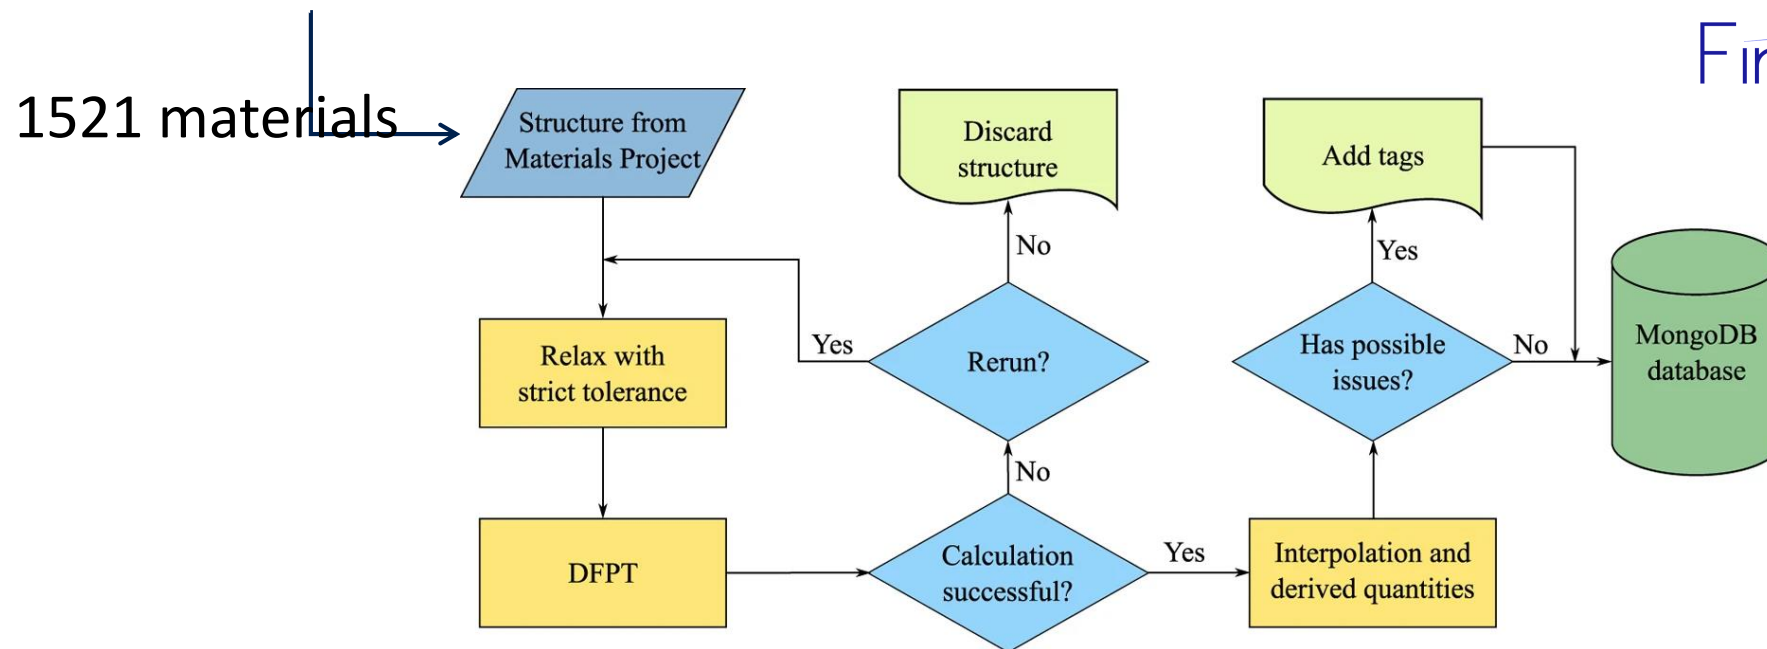 1521 materials
Structure from
Materials Project
Discard
structure
Add tags
No
Yes
Relax with
strict tolerance
Yes
Rerun?
Has possible
issues?
No
MongoDB
database
No
DFPT
Calculation
successful?
Yes
Interpolation and
derived quantities